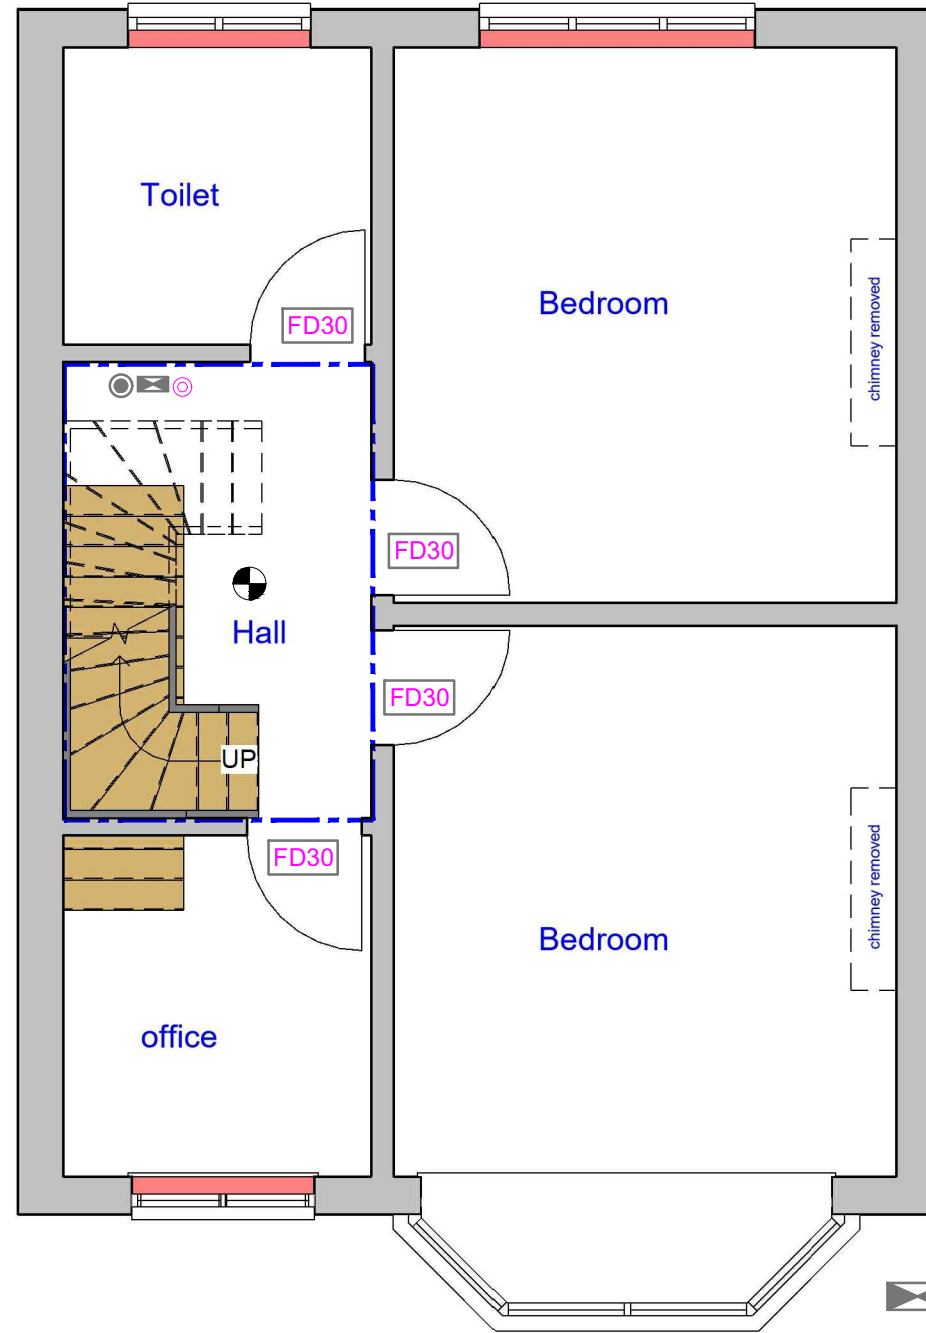 Toilet
FD30
Bedroom
chimney removed
FD30
Hall
FD30
UP
FD30
chimney removed
Bedroom
office